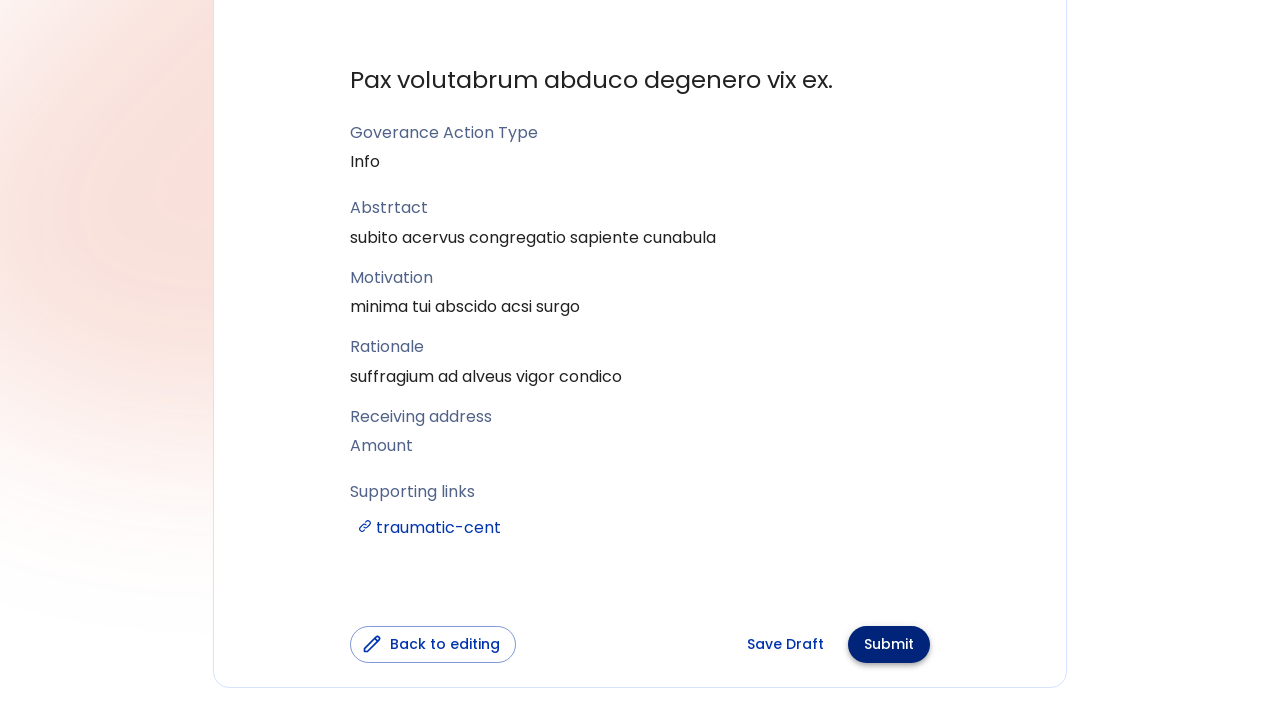 Pax volutabrum abduco degenero vix ex.
Goverance Action Type
Info
Abstrtact
subito acervus congregatio sapiente cunabula
Motivation
minima tui abscido acsi surgo
Rationale
suffragium ad alveus vigor condico
Receiving address
Amount
Supporting links
traumatic-cent
Back to editing
Save Draft
Submit